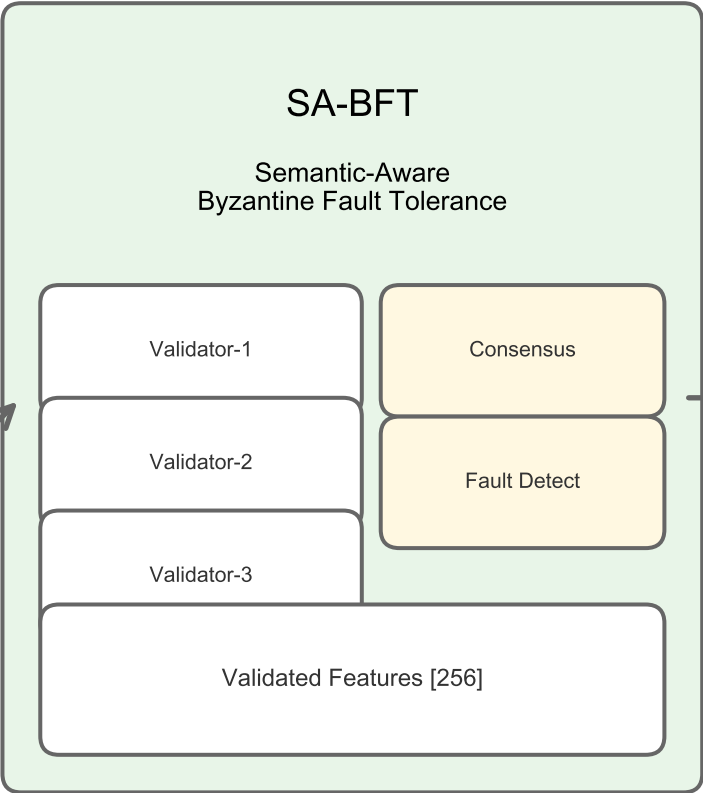 SA-BFT
Semantic-Aware
Byzantine Fault Tolerance
Validator-1
Consensus
Validator-2
Fault Detect
Validator-3
Validated Features [256]